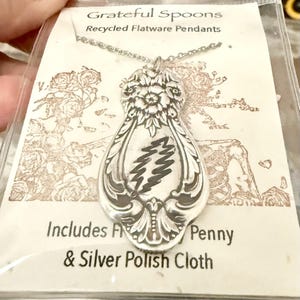 Grateful Spoons
Recycled Flatware Pendants
Includes Penny
& Silver Polish Cloth